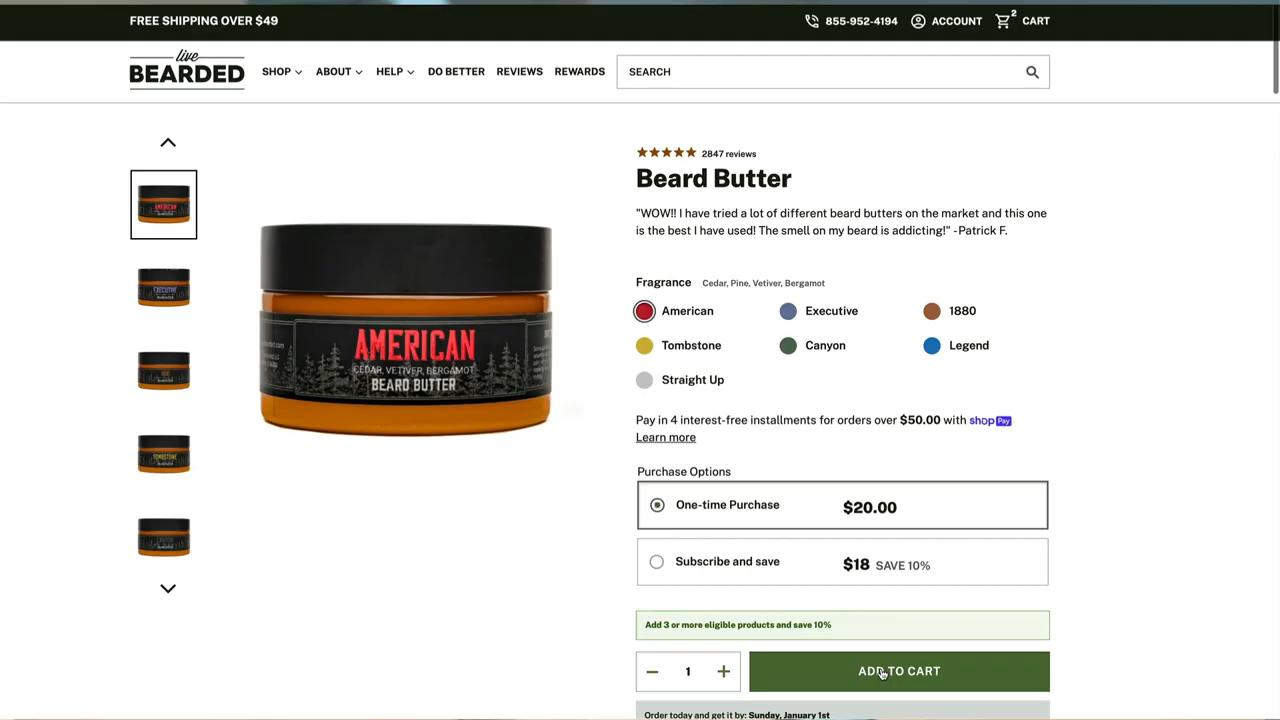 FREE SHIPPING OVER $49
855-952-4194
ACCOUNT
2
CART
live
BEARDED
SHOP
ABOUT
HELP
DO BETTER
REVIEWS
REWARDS
SEARCH
2847 reviews
Beard Butter
"WOW!! I have tried a lot of different beard butters on the market and this one
is the best I have used! The smell on my beard is addicting!" - Patrick F.
Fragrance
Cedar, Pine, Vetiver, Bergamot
American
Executive
1880
Tombstone
Canyon
Legend
Straight Up
Pay in 4 interest-free installments for orders over $50.00 with shop Pay
Learn more
Purchase Options
One-time Purchase
$20.00
Subscribe and save
$18 SAVE 10%
Add 3 or more eligible products and save 10%
1
ADD TO CART
Order today and get it by: Sunday, January 1st
AMERICAN
CEDAR, VETIVER, BERGAMOT
BEARD BUTTER
AMERICAN
EXECUTIVE
TOMBSTONE